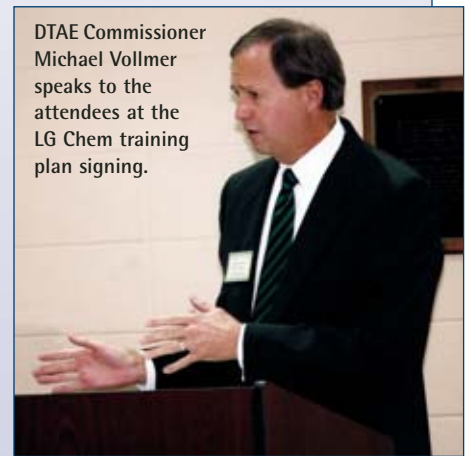 DTAE Commissioner
Michael Vollmer
speaks to the
attendees at the
LG Chem training
plan signing.